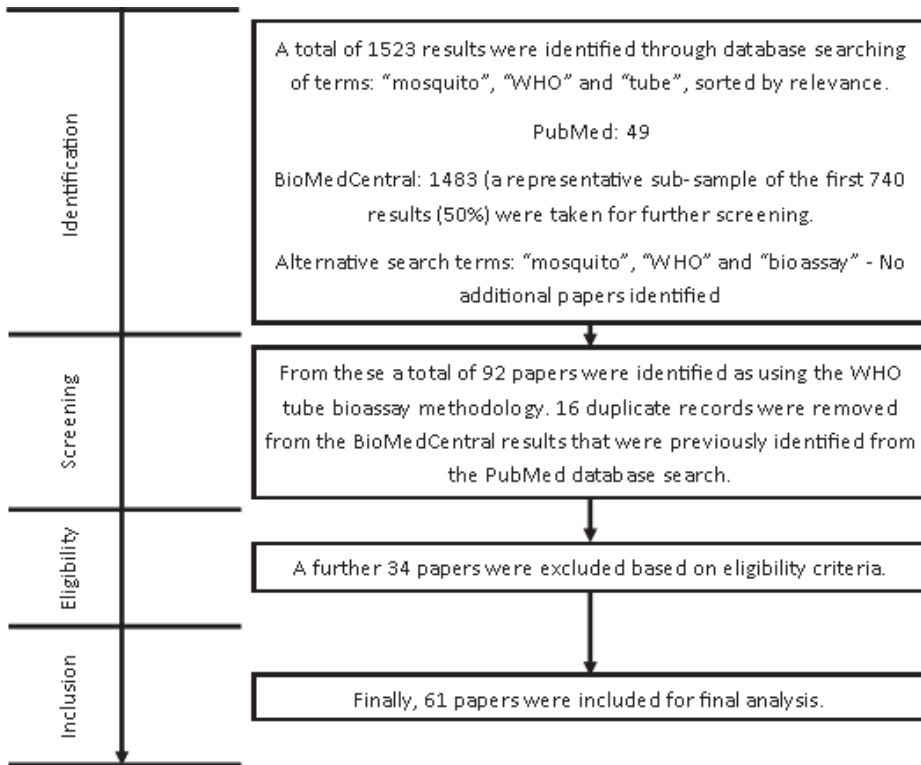 Identification
A total of 1523 results were identified through database searching
of terms: “mosquito”, “WHO” and “tube”, sorted by relevance.
PubMed: 49
BioMedCentral: 1483 (a representative sub-sample of the first 740
results (50%) were taken for further screening.
Alternative search terms: “mosquito”, “WHO” and “bioassay” - No
additional papers identified
Screening
From these a total of 92 papers were identified as using the WHO
tube bioassay methodology. 16 duplicate records were removed
from the BioMedCentral results that were previously identified from
the PubMed database search.
Eligibility
A further 34 papers were excluded based on eligibility criteria.
Inclusion
Finally, 61 papers were included for final analysis.